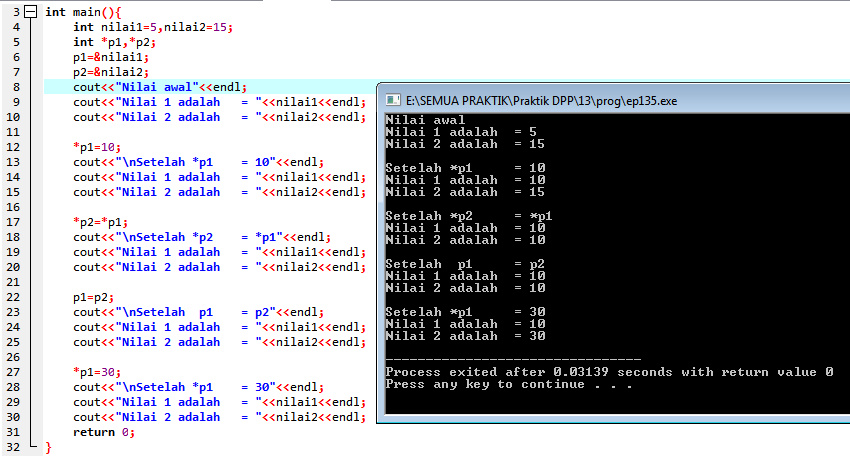 3 int main(){
4 int nilai1=5,nilai2=15;
5 int *p1,*p2;
6 p1=&nilai1;
7 p2=&nilai2;
8 cout<<"Nilai awal"<<endl;
9 cout<<"Nilai 1 adalah   = "<<nilai1<<endl;
10 cout<<"Nilai 2 adalah   = "<<nilai2<<endl;
11
12 *p1=10;
13 cout<<"\nSetelah *p1    = 10"<<endl;
14 cout<<"Nilai 1 adalah   = "<<nilai1<<endl;
15 cout<<"Nilai 2 adalah   = "<<nilai2<<endl;
16
17 *p2=*p1;
18 cout<<"\nSetelah *p2    = *p1"<<endl;
19 cout<<"Nilai 1 adalah   = "<<nilai1<<endl;
20 cout<<"Nilai 2 adalah   = "<<nilai2<<endl;
21
22 p1=p2;
23 cout<<"\nSetelah  p1    = p2"<<endl;
24 cout<<"Nilai 1 adalah   = "<<nilai1<<endl;
25 cout<<"Nilai 2 adalah   = "<<nilai2<<endl;
26
27 *p1=30;
28 cout<<"\nSetelah *p1    = 30"<<endl;
29 cout<<"Nilai 1 adalah   = "<<nilai1<<endl;
30 cout<<"Nilai 2 adalah   = "<<nilai2<<endl;
31 return 0;
32 }
E:\SEMUA PRAKTIK\Praktik DPP\13\prog\ep135.exe
Nilai awal
Nilai 1 adalah  = 5
Nilai 2 adalah  = 15
Setelah *p1     = 10
Nilai 1 adalah  = 10
Nilai 2 adalah  = 15
Setelah *p2     = *p1
Nilai 1 adalah  = 10
Nilai 2 adalah  = 10
Setelah  p1     = p2
Nilai 1 adalah  = 10
Nilai 2 adalah  = 10
Setelah *p1     = 30
Nilai 1 adalah  = 10
Nilai 2 adalah  = 30
--------------------------------
Process exited after 0.03139 seconds with return value 0
Press any key to continue . . .